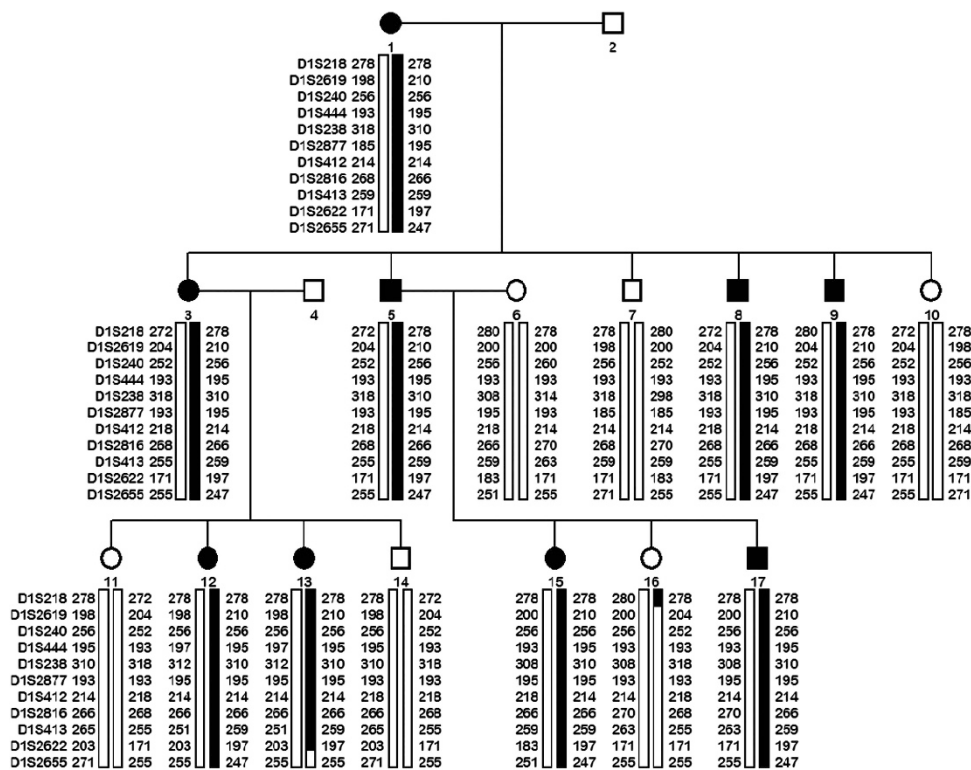 1
2
D1S218 278 278
D1S2619 198 210
D1S240 256 256
D1S444 193 195
D1S238 318 310
D1S2877 185 195
D1S412 214 214
D1S2816 268 266
D1S413 259 259
D1S2622 171 197
D1S2655 271 247
3 4 5 6 7 8 9 10
D1S218 272 278 272 278 280 278 278 280 272 278 280 278 272 278
D1S2619 204 210 204 210 200 200 198 200 204 210 204 210 204 198
D1S240 252 256 252 256 256 260 256 252 252 256 252 256 252 256
D1S444 193 195 193 195 193 193 193 193 193 195 193 195 193 193
D1S238 318 310 318 310 308 314 318 298 318 310 318 310 318 318
D1S2877 193 195 193 195 195 193 185 185 193 195 193 195 193 185
D1S412 218 214 218 214 214 214 214 214 218 214 218 214 218 214
D1S2816 268 266 268 266 266 270 268 270 268 266 268 266 268 268
D1S413 255 259 255 259 259 263 259 259 255 259 255 259 255 259
D1S2622 171 197 171 197 183 171 171 183 171 197 171 197 171 171
D1S2655 255 247 255 247 251 255 271 255 255 247 255 247 255 271
11 12 13 14 15 16 17
D1S218 278 272 278 278 278 278 278 272 278 278 280 278 278 278
D1S2619 198 204 198 210 198 210 198 204 200 210 200 204 200 210
D1S240 256 252 256 256 256 256 256 252 256 256 256 252 256 256
D1S444 195 193 197 195 197 195 195 193 193 195 193 193 193 195
D1S238 310 318 312 310 312 310 310 318 308 310 308 318 308 310
D1S2877 193 193 195 195 195 195 193 193 195 195 195 193 195 195
D1S412 214 218 214 214 214 214 218 218 218 214 214 218 214 214
D1S2816 266 268 266 266 266 266 266 268 266 266 270 268 270 266
D1S413 265 255 251 259 251 259 265 255 259 259 263 255 263 259
D1S2622 203 171 203 197 203 197 203 171 183 197 171 171 171 197
D1S2655 271 255 255 247 255 255 271 255 251 247 255 255 255 247